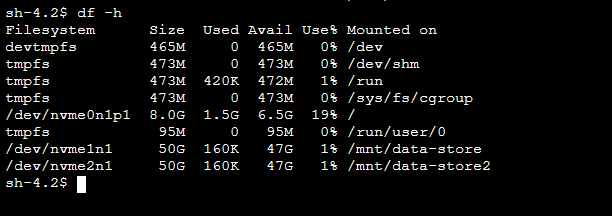 sh-4.2$ df -h
Filesystem      Size  Used Avail Use% Mounted on
devtmpfs        465M     0  465M   0% /dev
tmpfs           473M     0  473M   0% /dev/shm
tmpfs           473M  420K  472M   1% /run
tmpfs           473M     0  473M   0% /sys/fs/cgroup
/dev/nvme0n1p1  8.0G  1.5G  6.5G  19% /
tmpfs            95M     0   95M   0% /run/user/0
/dev/nvme1n1     50G  160K   47G   1% /mnt/data-store
/dev/nvme2n1     50G  160K   47G   1% /mnt/data-store2
sh-4.2$